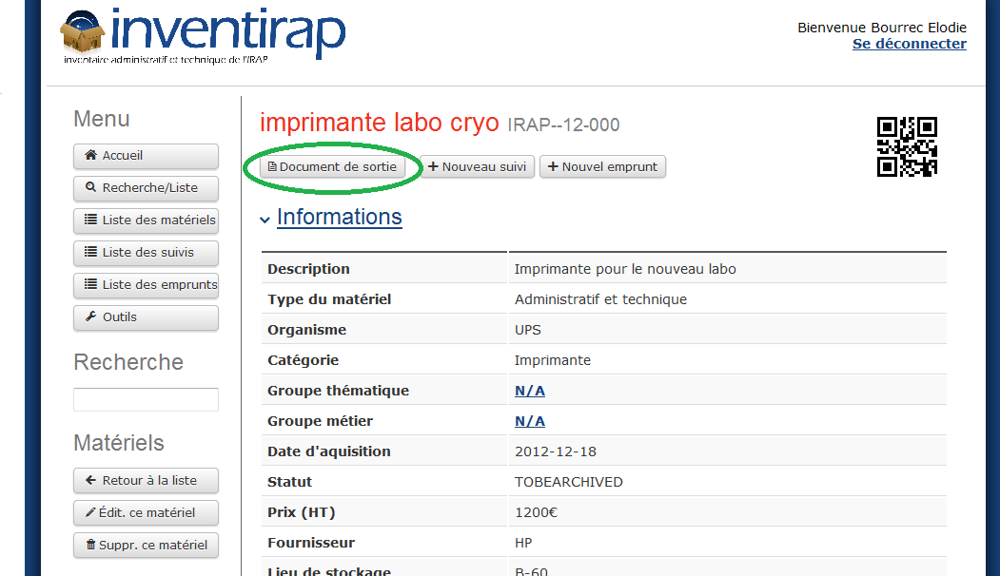 inventirap
inventaire administratif et technique de l'IRAP
Bienvenue Bourrec Elodie
Se déconnecter
Menu
Accueil
Recherche/Liste
Liste des matériels
Liste des suivis
Liste des emprunts
Outils
Recherche
Matériels
Retour à la liste
Édit. ce matériel
Suppr. ce matériel
imprimante labo cryo IRAP--12-000
Document de sortie
Nouveau suivi
Nouvel emprunt
Informations
Description Imprimante pour le nouveau labo
Type du matériel Administratif et technique
Organisme UPS
Catégorie Imprimante
Groupe thématique N/A
Groupe métier N/A
Date d'aquisition 2012-12-18
Statut TOBEARCHIVED
Prix (HT) 1200€
Fournisseur HP
Lieu de stockage B-60